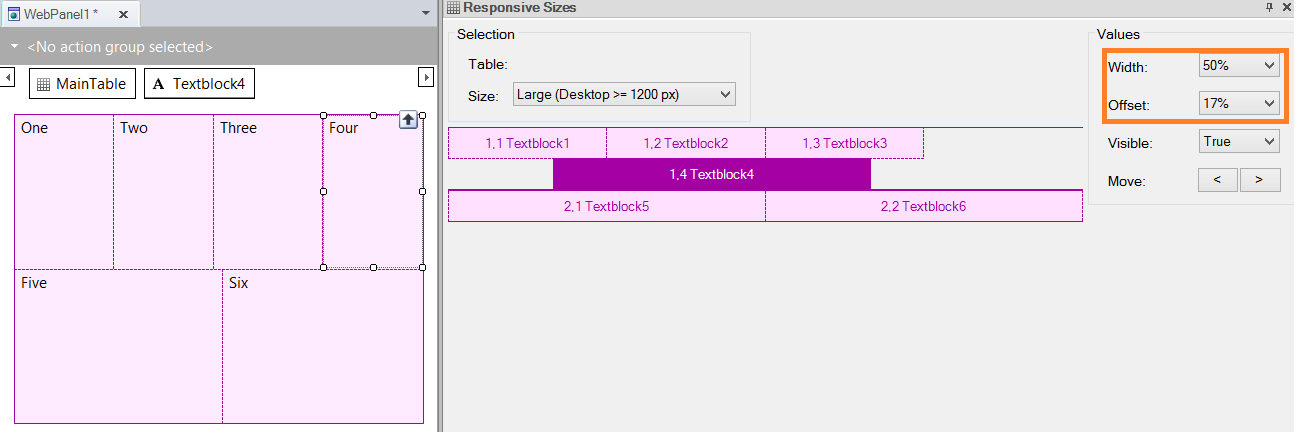 WebPanel1 *
<No action group selected>
MainTable
A Textblock4
One
Two
Three
Four
Five
Six
Responsive Sizes
Selection
Table:
Size:
Large (Desktop >= 1200 px)
1,1 Textblock1
1,2 Textblock2
1,3 Textblock3
1,4 Textblock4
2,1 Textblock5
2,2 Textblock6
Values
Width:
50%
Offset:
17%
Visible:
True
Move:
<
>